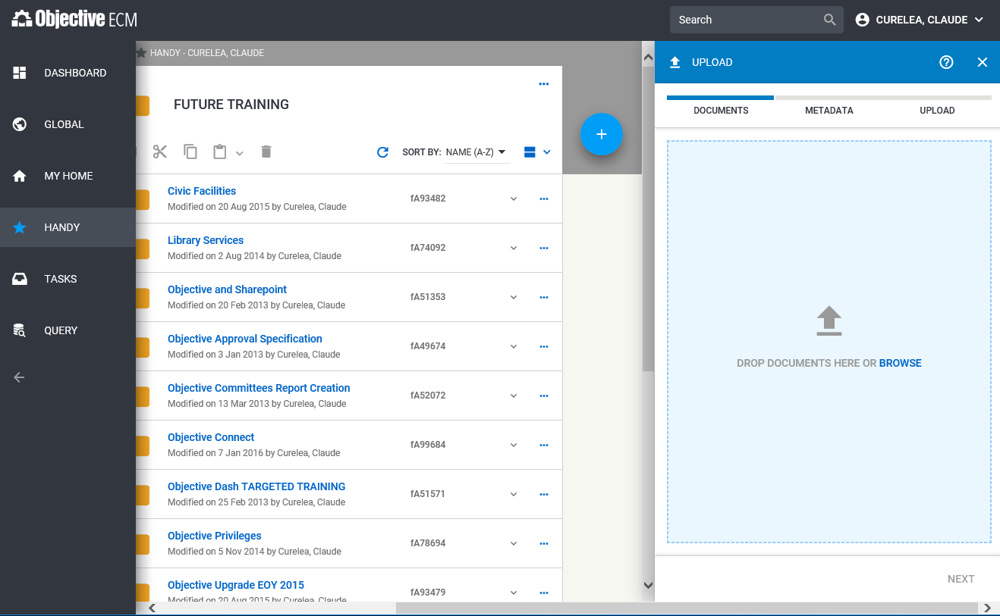 Objective ECM
Search
CURELEA, CLAUDE
DASHBOARD
GLOBAL
MY HOME
HANDY
TASKS
QUERY
HANDY - CURELEA, CLAUDE
FUTURE TRAINING
SORT BY: NAME (A-Z)
Civic Facilities
Modified on 20 Aug 2015 by Curelea, Claude
fA93482
Library Services
Modified on 2 Aug 2014 by Curelea, Claude
fA74092
Objective and Sharepoint
Modified on 20 Feb 2013 by Curelea, Claude
fA51353
Objective Approval Specification
Modified on 3 Jan 2013 by Curelea, Claude
fA49674
Objective Committees Report Creation
Modified on 13 Mar 2013 by Curelea, Claude
fA52072
Objective Connect
Modified on 7 Jan 2016 by Curelea, Claude
fA99684
Objective Dash TARGETED TRAINING
Modified on 25 Feb 2013 by Curelea, Claude
fA51571
Objective Privileges
Modified on 5 Nov 2014 by Curelea, Claude
fA78694
Objective Upgrade EOY 2015
Modified on 20 Aug 2015 by Curelea, Claude
fA93479
UPLOAD
DOCUMENTS
METADATA
UPLOAD
DROP DOCUMENTS HERE OR BROWSE
NEXT